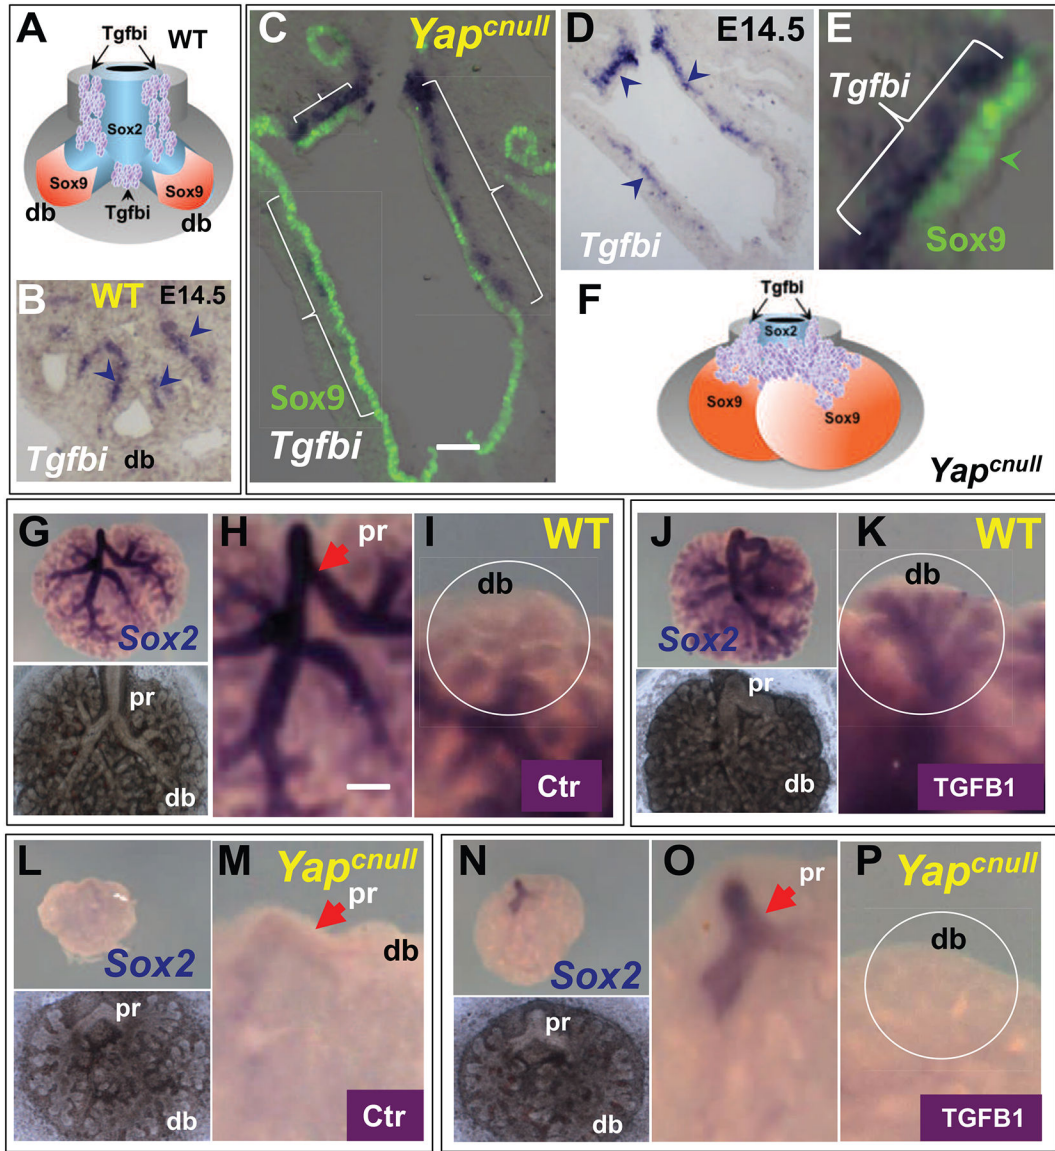 A
Tgfbi
WT
Sox2
Sox9
Sox9
db
Tgfbi
db
B
WT
E14.5
Tgfbi
db
C
Yapcnull
Sox9
Tgfbi
D
E14.5
Tgfbi
E
Tgfbi
Sox9
F
Tgfbi
Sox2
Sox9
Sox9
Yapcnull
G
Sox2
pr
db
H
pr
I
WT
db
Ctr
J
Sox2
pr
db
K
WT
db
TGFB1
L
Sox2
pr
db
M
Yapcnull
pr
db
Ctr
N
Sox2
pr
db
O
pr
P
Yapcnull
db
TGFB1